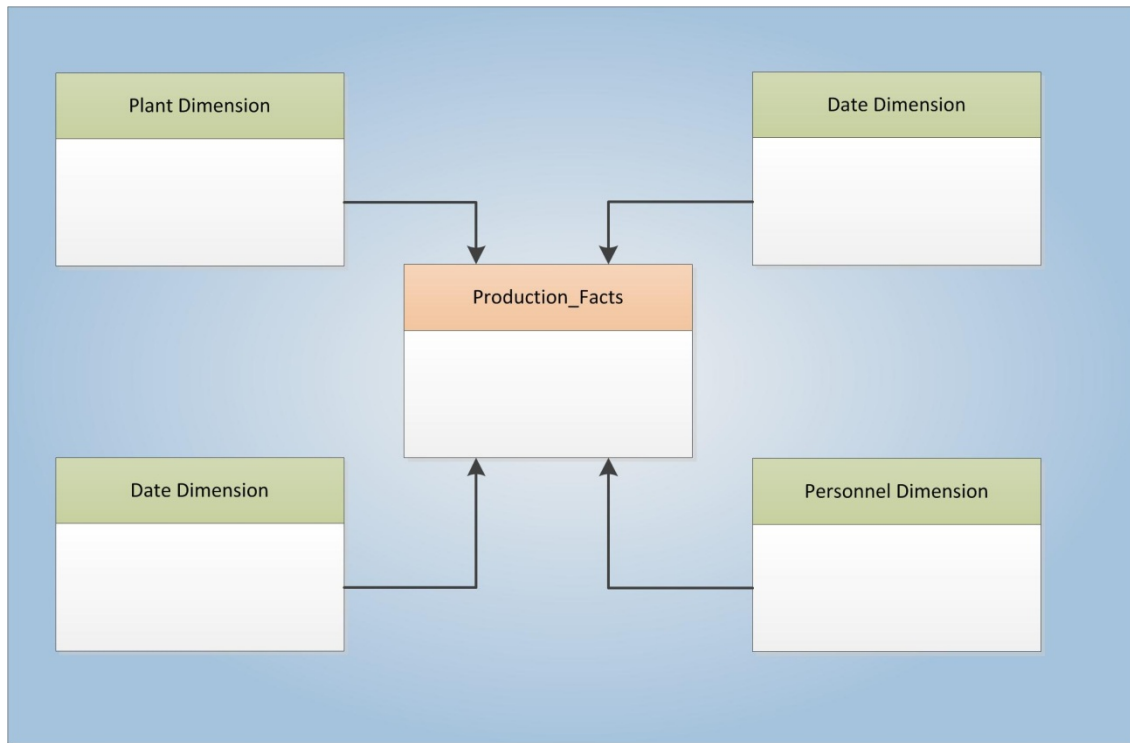 Plant Dimension
Date Dimension
Production_Facts
Date Dimension
Personnel Dimension